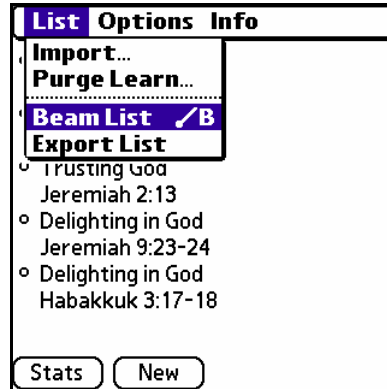 List Options Info
Import...
Purge Learn...
Beam List /B
Export List
Trusting God
Jeremiah 2:13
Delighting in God
Jeremiah 9:23-24
Delighting in God
Habakkuk 3:17-18
Stats New